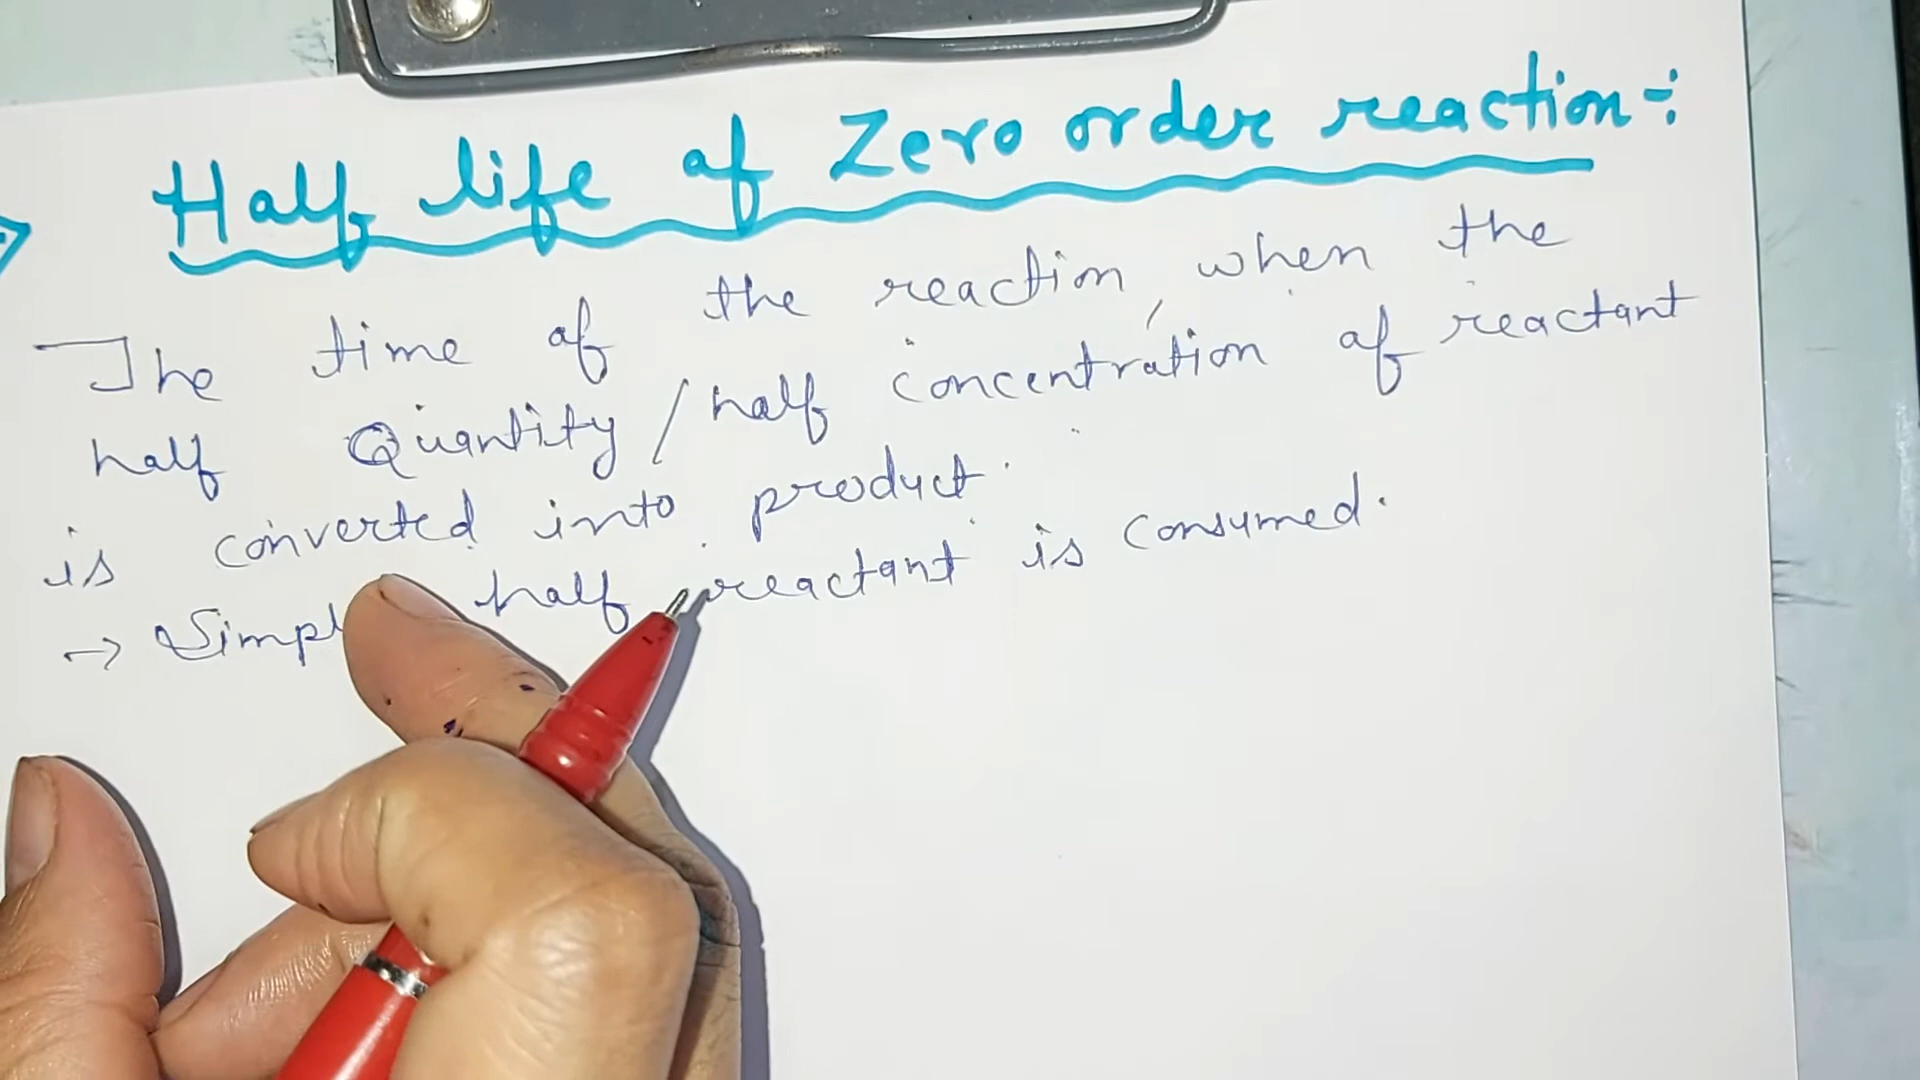 Half life of Zero order reaction :-
The time of the reaction, when the
half Quantity / half concentration of reactant
is converted into product.
→ Simpl half reactant is consumed.